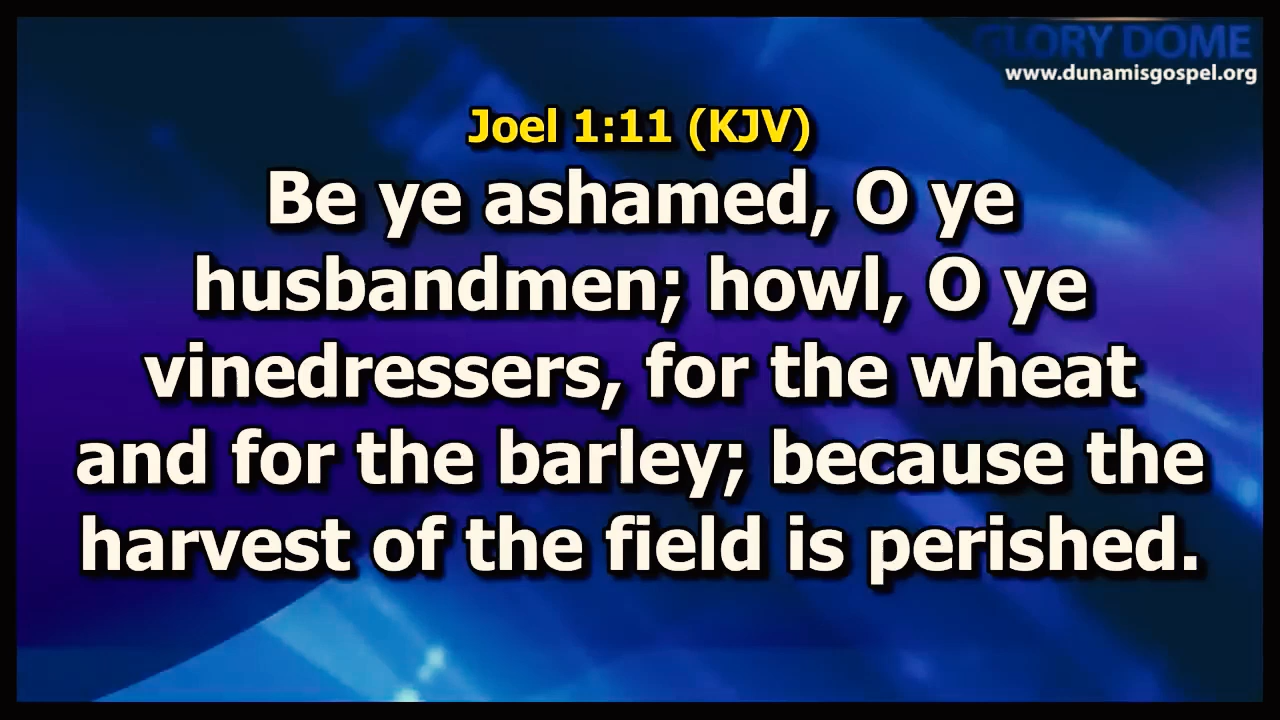 GLORY DOME
www.dunamisgospel.org
Joel 1:11 (KJV)
Be ye ashamed, O ye
husbandmen; howl, O ye
vinedressers, for the wheat
and for the barley; because the
harvest of the field is perished.